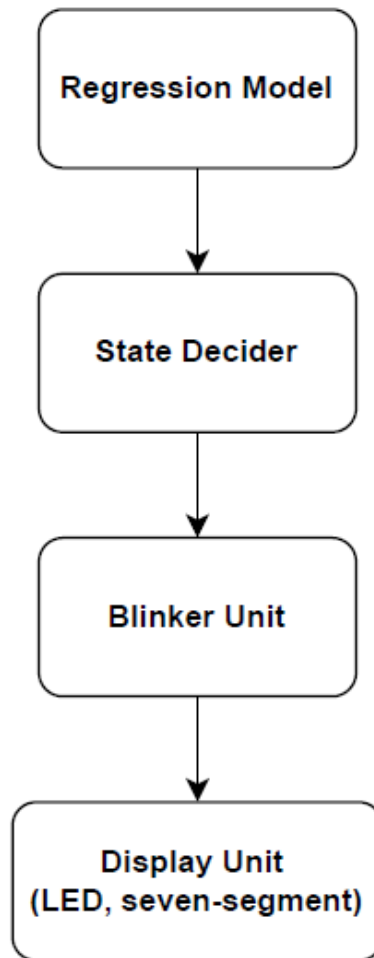 Regression Model
State Decider
Blinker Unit
Display Unit
(LED, seven-segment)